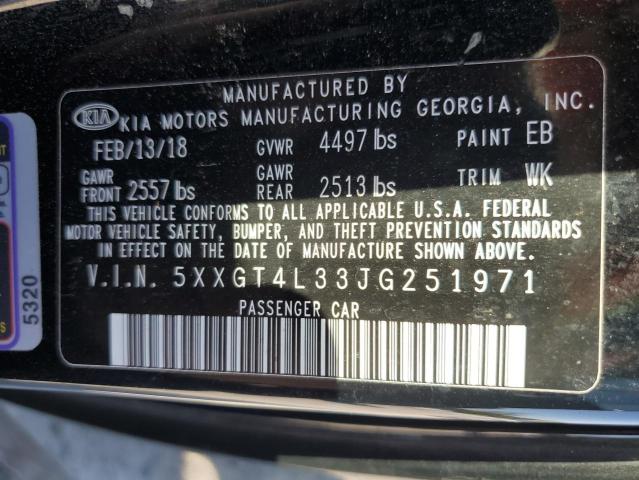 MANUFACTURED BY
KIA KIA MOTORS MANUFACTURING GEORGIA, INC.
FEB/13/18 GVWR 4497 lbs PAINT EB
GAWR FRONT 2557 lbs GAWR REAR 2513 lbs TRIM WK
THIS VEHICLE CONFORMS TO ALL APPLICABLE U.S.A. FEDERAL
MOTOR VEHICLE SAFETY, BUMPER, AND THEFT PREVENTION STANDARDS
IN EFFECT ON THE DATE OF MANUFACTURE SHOWN ABOVE.
V.I.N. 5XXGT4L33JG251971
PASSENGER CAR
5320